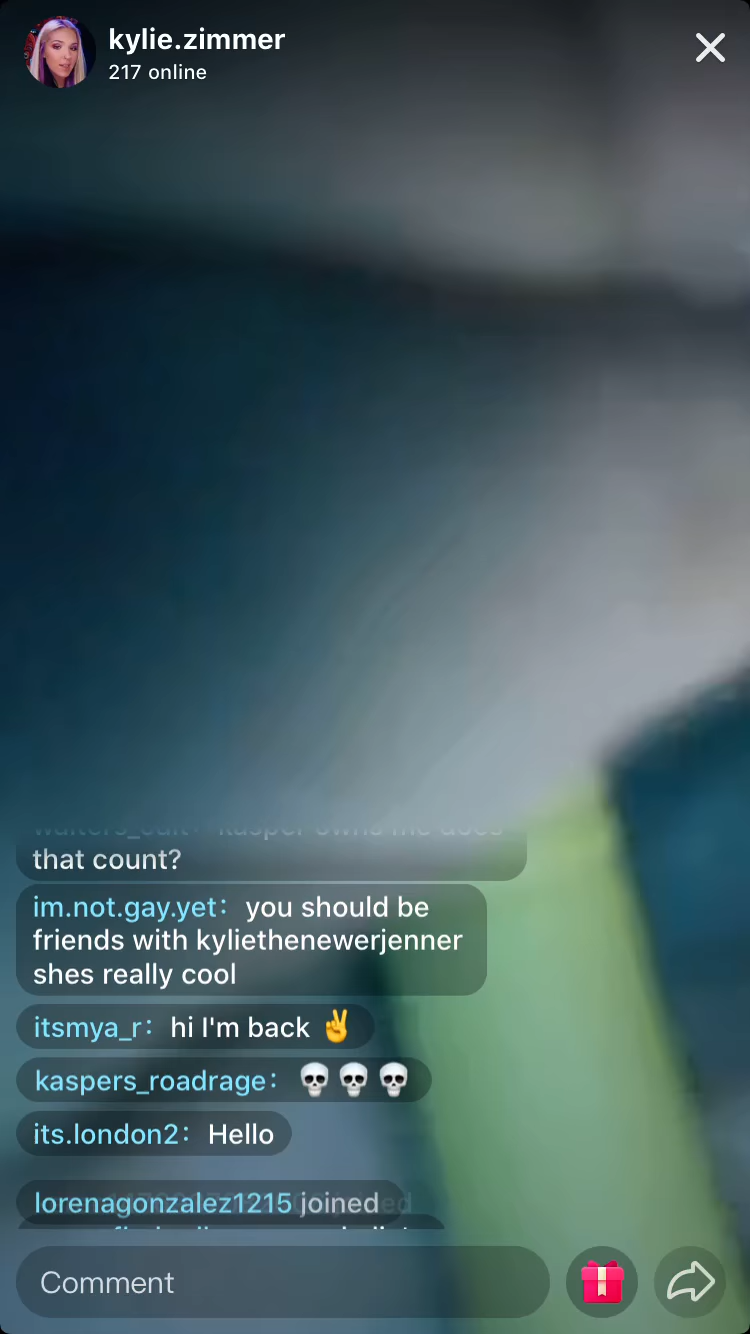 kylie.zimmer
217 online
that count?
im.not.gay.yet: you should be
friends with kyliethenewerjenner
shes really cool
itsmya_r: hi I'm back ✌️
kaspers_roadrage: 💀💀💀
its.london2: Hello
lorenagonzalez1215 joined
Comment